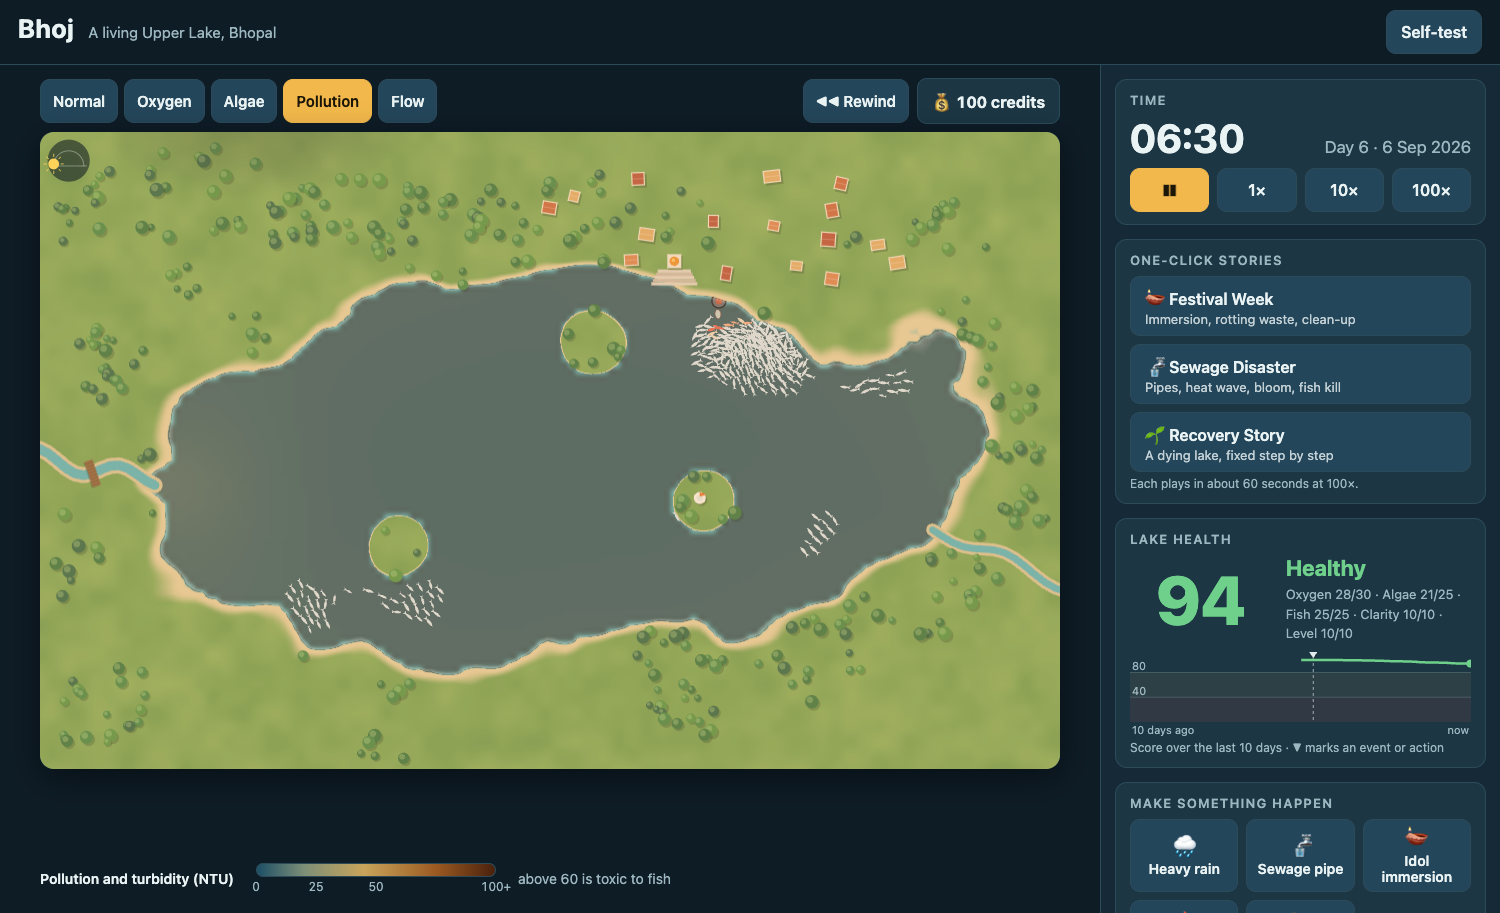 Bhoj A living Upper Lake, Bhopal
Self-test
Normal Oxygen Algae Pollution Flow
Rewind 100 credits
TIME
06:30 Day 6 · 6 Sep 2026
1× 10× 100×
ONE-CLICK STORIES
Festival Week
Immersion, rotting waste, clean-up
Sewage Disaster
Pipes, heat wave, bloom, fish kill
Recovery Story
A dying lake, fixed step by step
Each plays in about 60 seconds at 100×.
LAKE HEALTH
94
Healthy
Oxygen 28/30 · Algae 21/25 ·
Fish 25/25 · Clarity 10/10 ·
Level 10/10
80
40
10 days ago now
Score over the last 10 days · ▼ marks an event or action
MAKE SOMETHING HAPPEN
Heavy rain
Sewage pipe
Idol
immersion
Pollution and turbidity (NTU)
0 25 50 100+
above 60 is toxic to fish